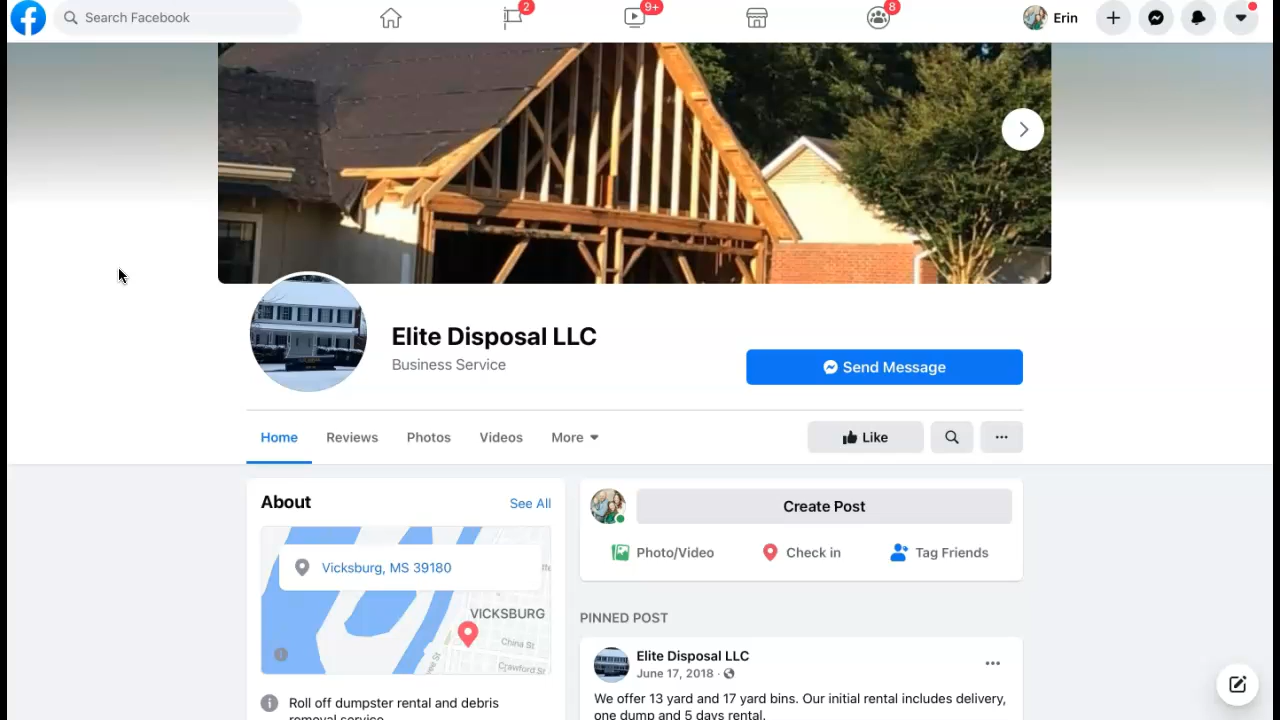 Search Facebook
2
9+
8
Erin
Elite Disposal LLC
Business Service
Send Message
Home
Reviews
Photos
Videos
More
Like
About
See All
Create Post
Photo/Video
Check in
Tag Friends
Vicksburg, MS 39180
VICKSBURG
China St
Crawford St
PINNED POST
Elite Disposal LLC
June 17, 2018 ·
We offer 13 yard and 17 yard bins. Our initial rental includes delivery,
one dump and 5 days rental.
Roll off dumpster rental and debris
removal service